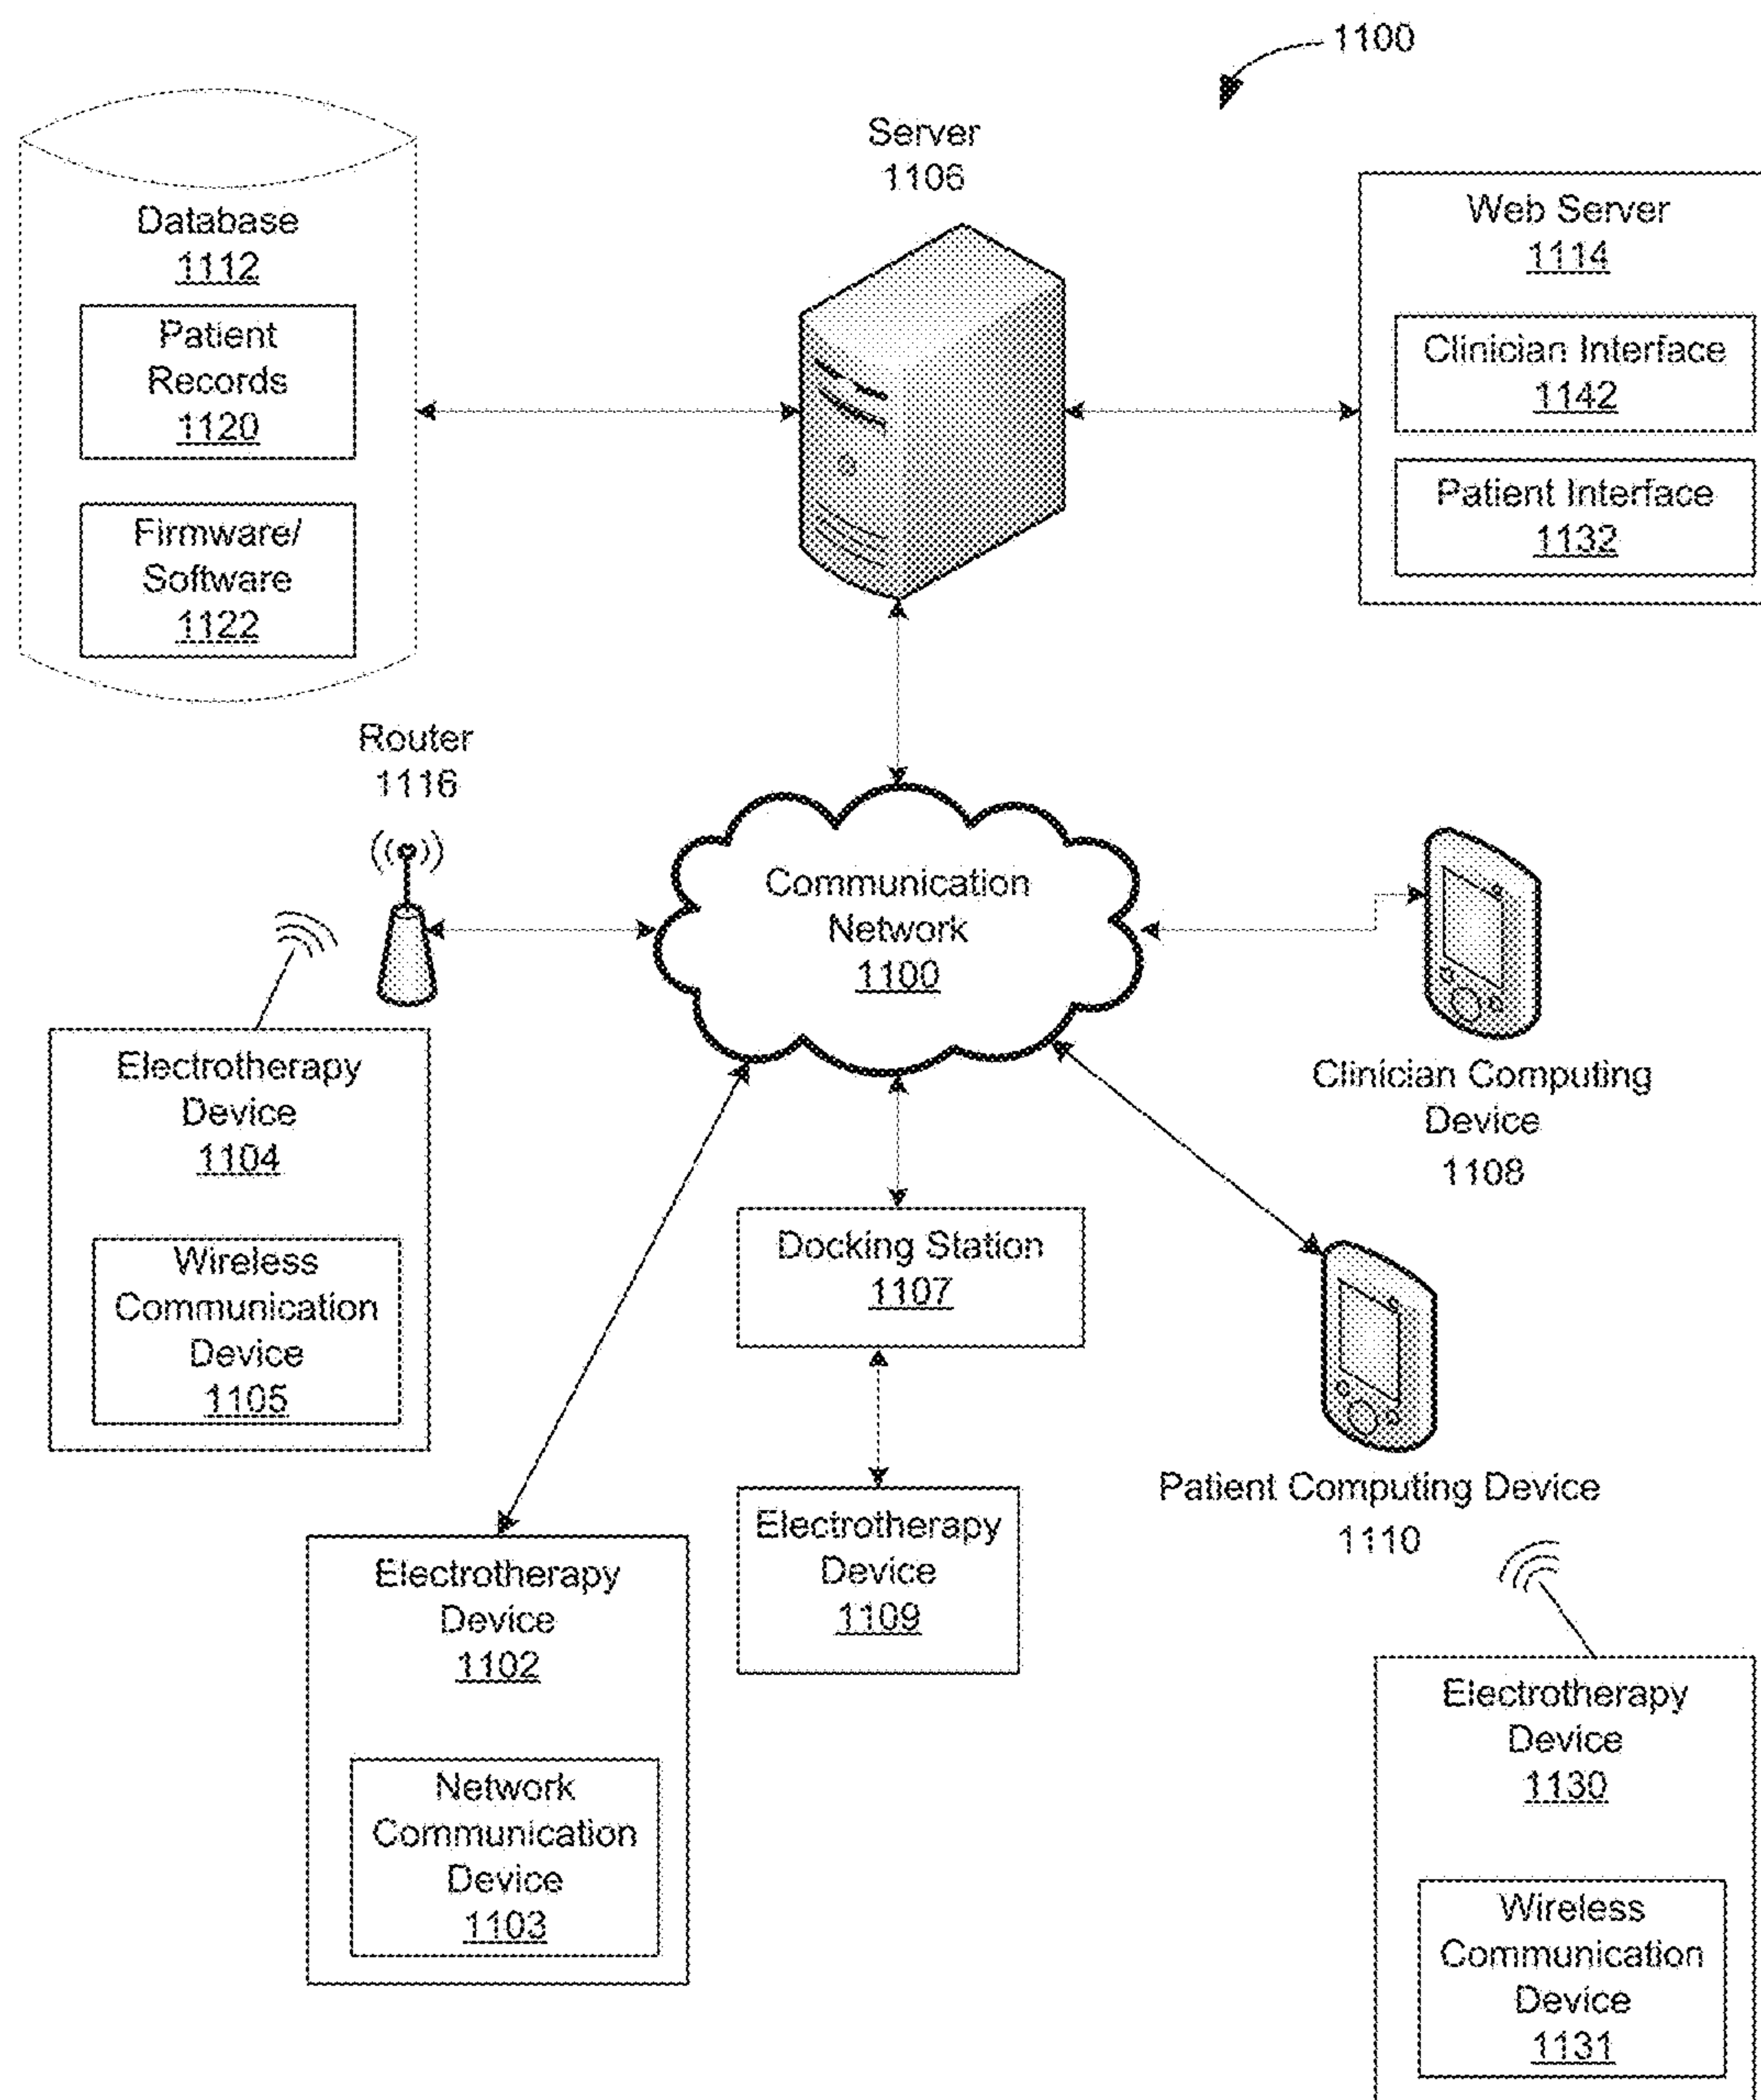 1100
Server
1106
Database
1112
Patient
Records
1120
Firmware/
Software
1122
Web Server
1114
Clinician Interface
1142
Patient Interface
1132
Router
1116
Communication
Network
1100
Electrotherapy
Device
1104
Wireless
Communication
Device
1105
Clinician Computing
Device
1108
Docking Station
1107
Patient Computing Device
1110
Electrotherapy
Device
1109
Electrotherapy
Device
1102
Network
Communication
Device
1103
Electrotherapy
Device
1130
Wireless
Communication
Device
1131